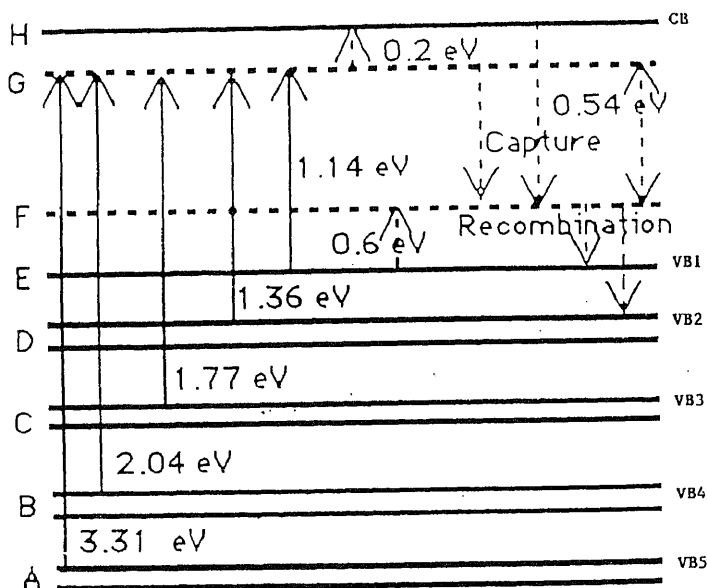 H CB
0.2 eV
G
0.54 eV
Capture
1.14 eV
F
Recombination
0.6 eV
E VB1
1.36 eV
VB2
D
1.77 eV
VB3
C
2.04 eV
B VB4
3.31 eV
VB5
A